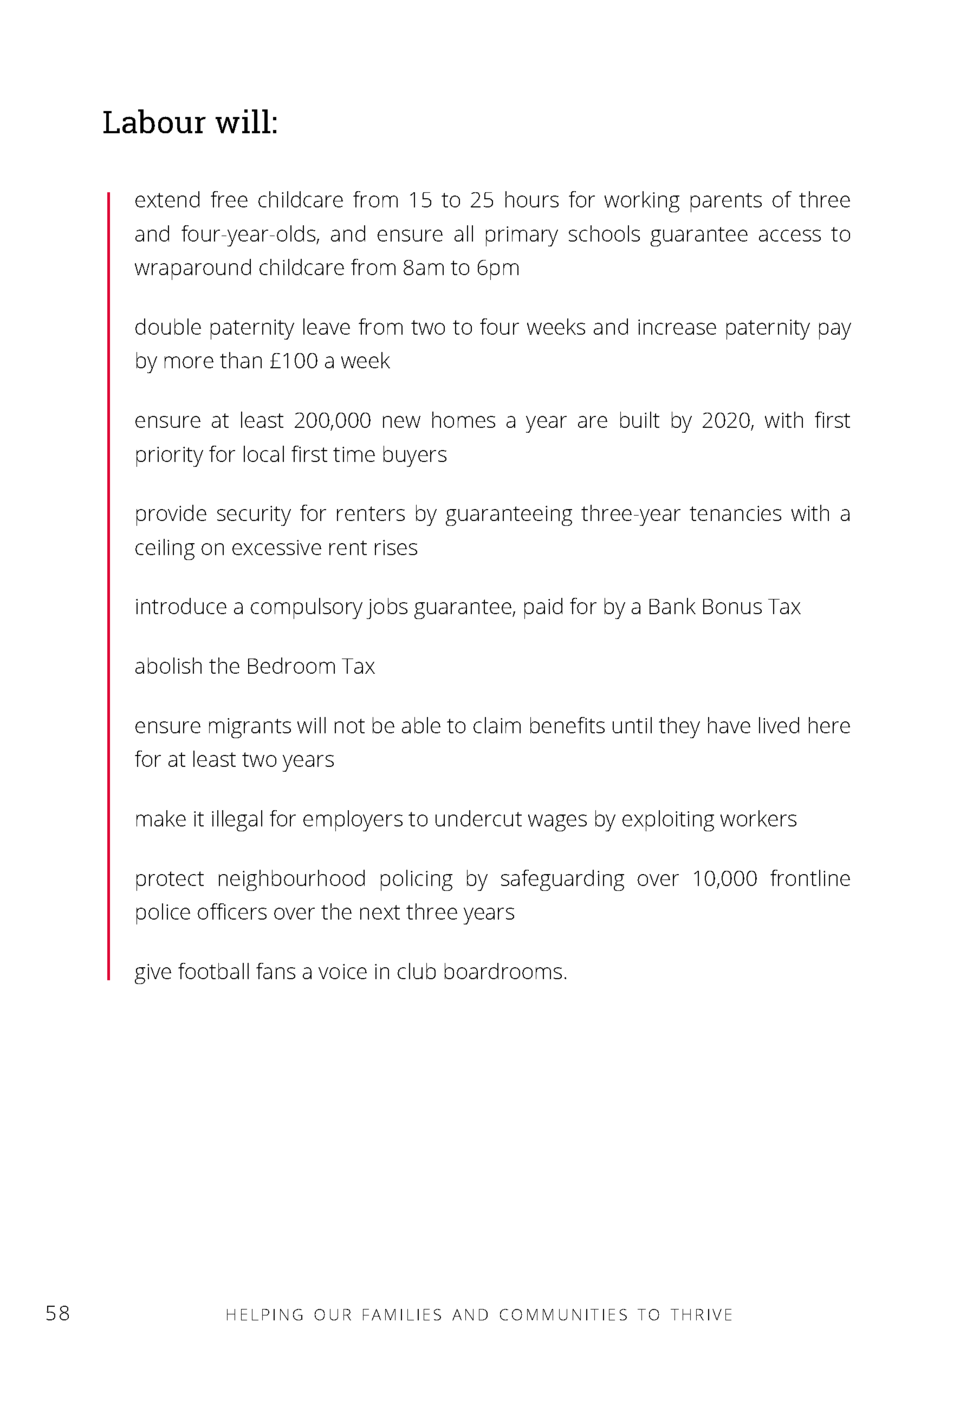 Labour will:
extend free childcare from 15 to 25 hours for working parents of three
and four-year-olds, and ensure all primary schools guarantee access to
wraparound childcare from 8am to 6pm
double paternity leave from two to four weeks and increase paternity pay
by more than £100 a week
ensure at least 200,000 new homes a year are built by 2020, with first
priority for local first time buyers
provide security for renters by guaranteeing three-year tenancies with a
ceiling on excessive rent rises
introduce a compulsory jobs guarantee, paid for by a Bank Bonus Tax
abolish the Bedroom Tax
ensure migrants will not be able to claim benefits until they have lived here
for at least two years
make it illegal for employers to undercut wages by exploiting workers
protect neighbourhood policing by safeguarding over 10,000 frontline
police officers over the next three years
give football fans a voice in club boardrooms.
58 HELPING OUR FAMILIES AND COMMUNITIES TO THRIVE